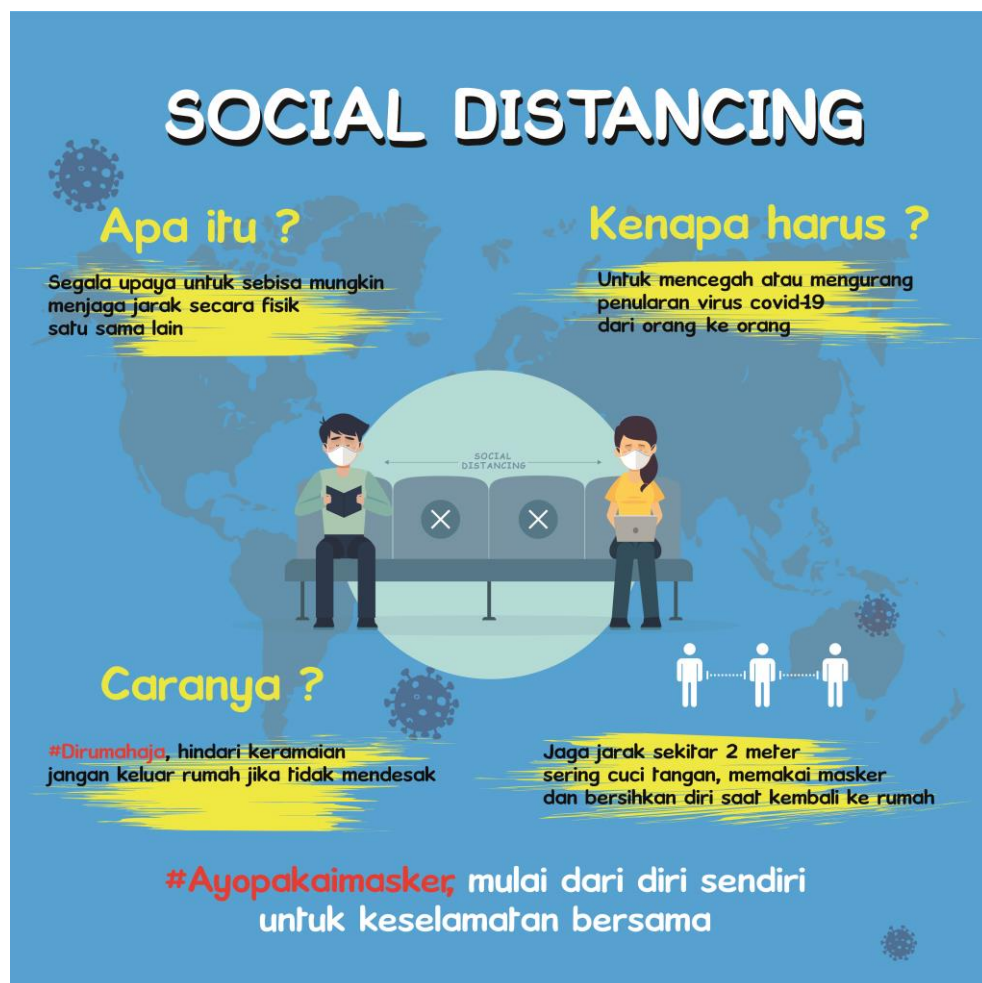 SOCIAL DISTANCING
Apa itu ?
Segala upaya untuk sebisa mungkin
menjaga jarak secara fisik
satu sama lain
Kenapa harus ?
Untuk mencegah atau mengurang
penularan virus covid-19
dari orang ke orang
SOCIAL
DISTANCING
Caranya ?
#Dirumahaja, hindari keramaian
jangan keluar rumah jika tidak mendesak
Jaga jarak sekitar 2 meter
sering cuci tangan, memakai masker
dan bersihkan diri saat kembali ke rumah
#Ayopakaimasker, mulai dari diri sendiri
untuk keselamatan bersama